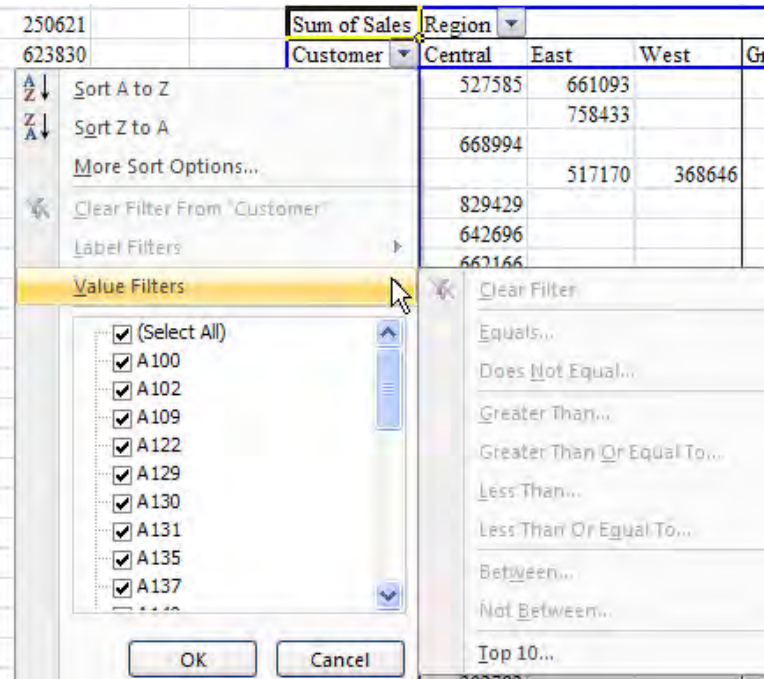 250621 Sum of Sales Region
623830 Customer Central East West
Sort A to Z
Sort Z to A
More Sort Options...
Clear Filter From "Customer"
Label Filters
Value Filters
(Select All)
A100
A102
A109
A122
A129
A130
A131
A135
A137
OK Cancel
527585 661093
758433
668994
517170 368646
829429
642696
662166
Clear Filter
Equals...
Does Not Equal...
Greater Than...
Greater Than Or Equal To...
Less Than...
Less Than Or Equal To...
Between...
Not Between...
Top 10...